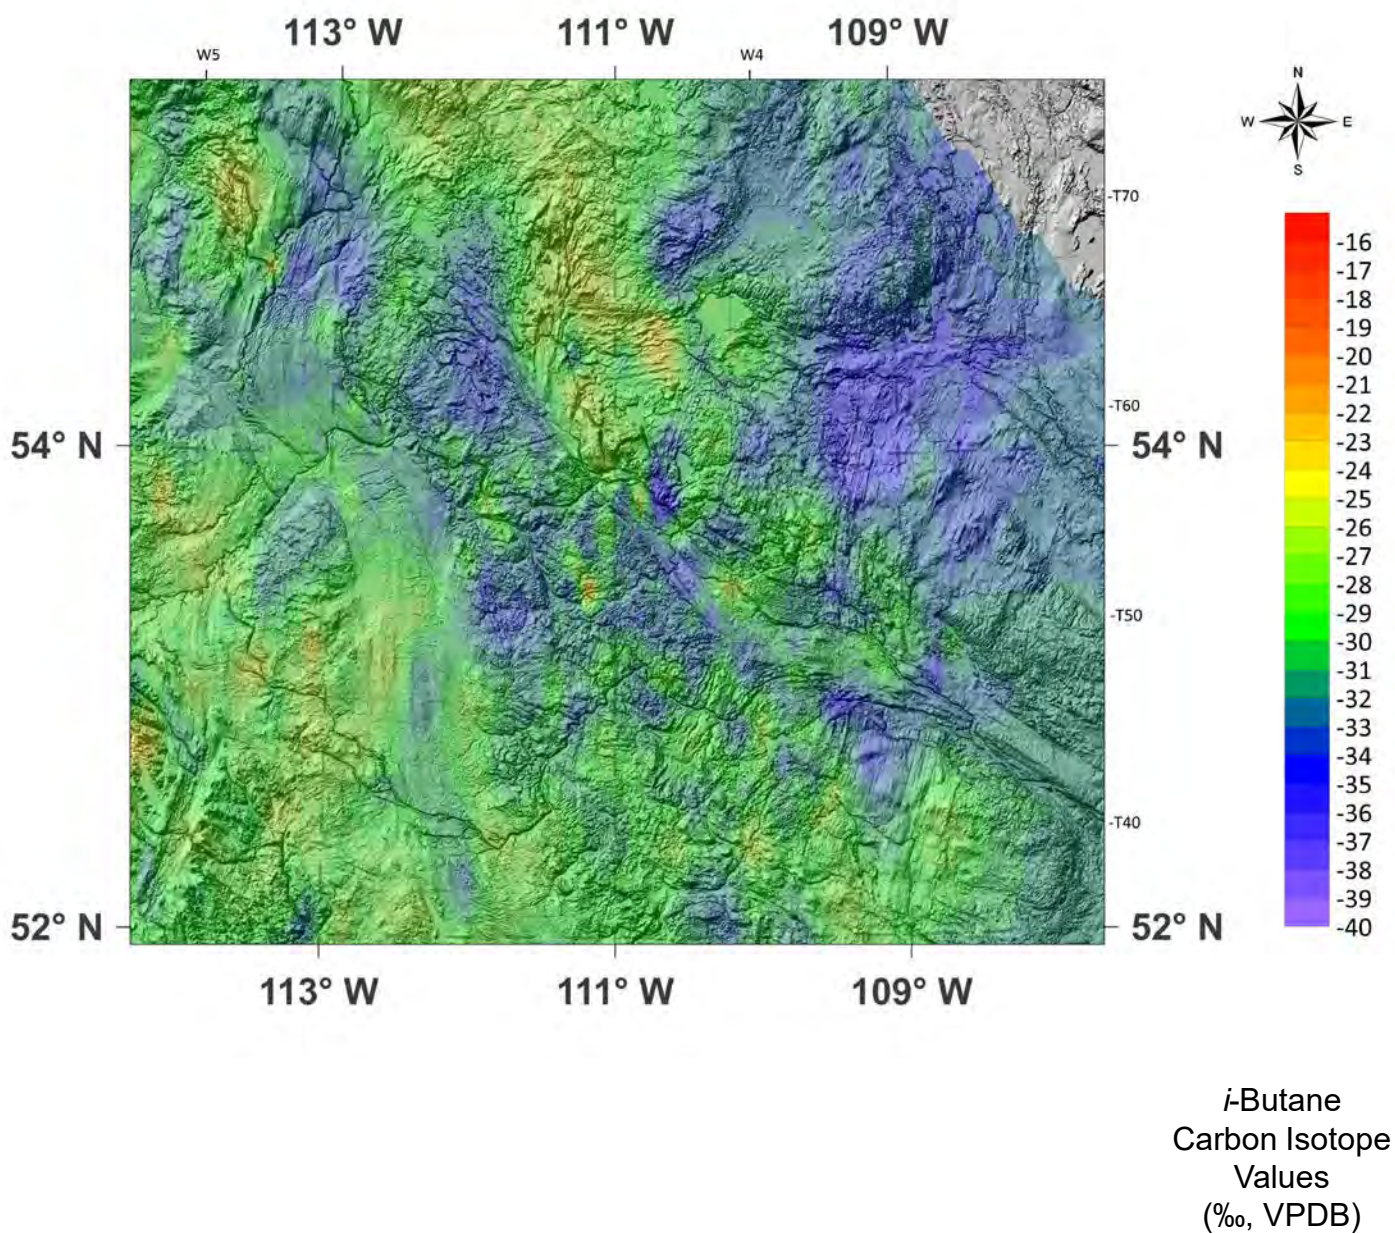 113° W 111° W 109° W
W5 W4
N
W E
S
-T70
-16
-17
-18
-19
-20
-21
-22
-23
-24
-25
-26
-27
-28
-29
-30
-31
-32
-33
-34
-35
-36
-37
-38
-39
-40
-T60
54° N 54° N
-T50
-T40
52° N 52° N
113° W 111° W 109° W
i-Butane
Carbon Isotope
Values
(‰, VPDB)